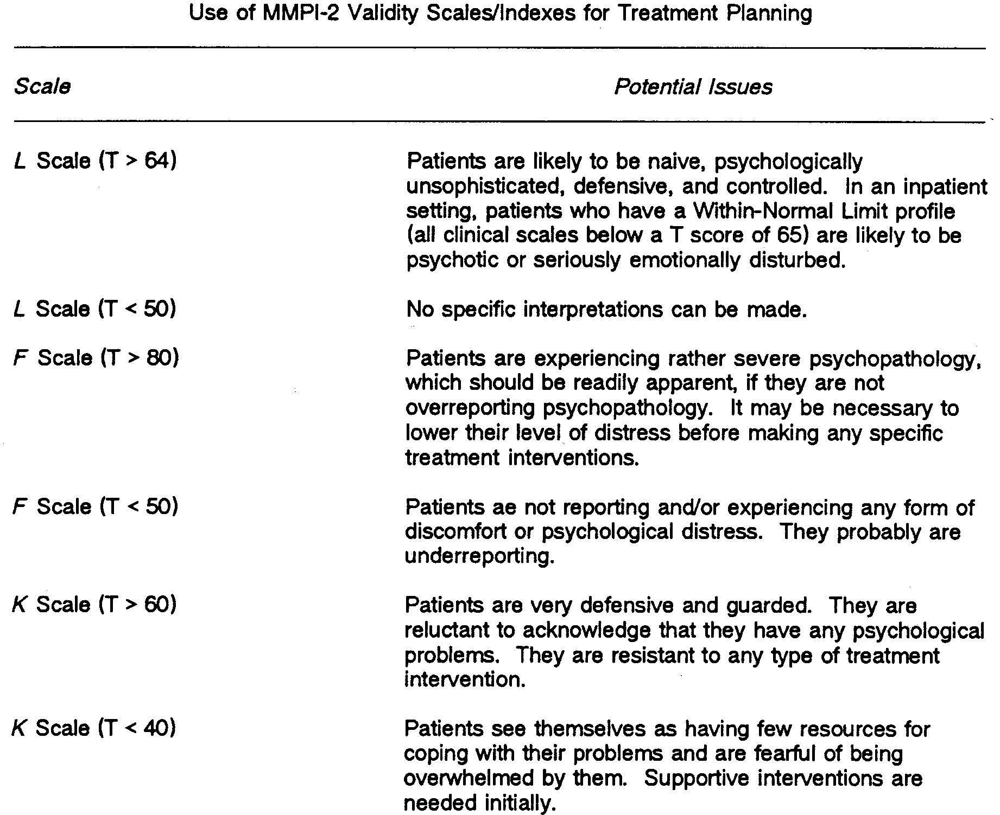 Use of MMPI-2 Validity Scales/Indexes for Treatment Planning
Scale Potential Issues
L Scale (T > 64) Patients are likely to be naive, psychologically
unsophisticated, defensive, and controlled. In an inpatient
setting, patients who have a Within-Normal Limit profile
(all clinical scales below a T score of 65) are likely to be
psychotic or seriously emotionally disturbed.
L Scale (T < 50) No specific interpretations can be made.
F Scale (T > 80) Patients are experiencing rather severe psychopathology,
which should be readily apparent, if they are not
overreporting psychopathology. It may be necessary to
lower their level of distress before making any specific
treatment interventions.
F Scale (T < 50) Patients ae not reporting and/or experiencing any form of
discomfort or psychological distress. They probably are
underreporting.
K Scale (T > 60) Patients are very defensive and guarded. They are
reluctant to acknowledge that they have any psychological
problems. They are resistant to any type of treatment
intervention.
K Scale (T < 40) Patients see themselves as having few resources for
coping with their problems and are fearful of being
overwhelmed by them. Supportive interventions are
needed initially.